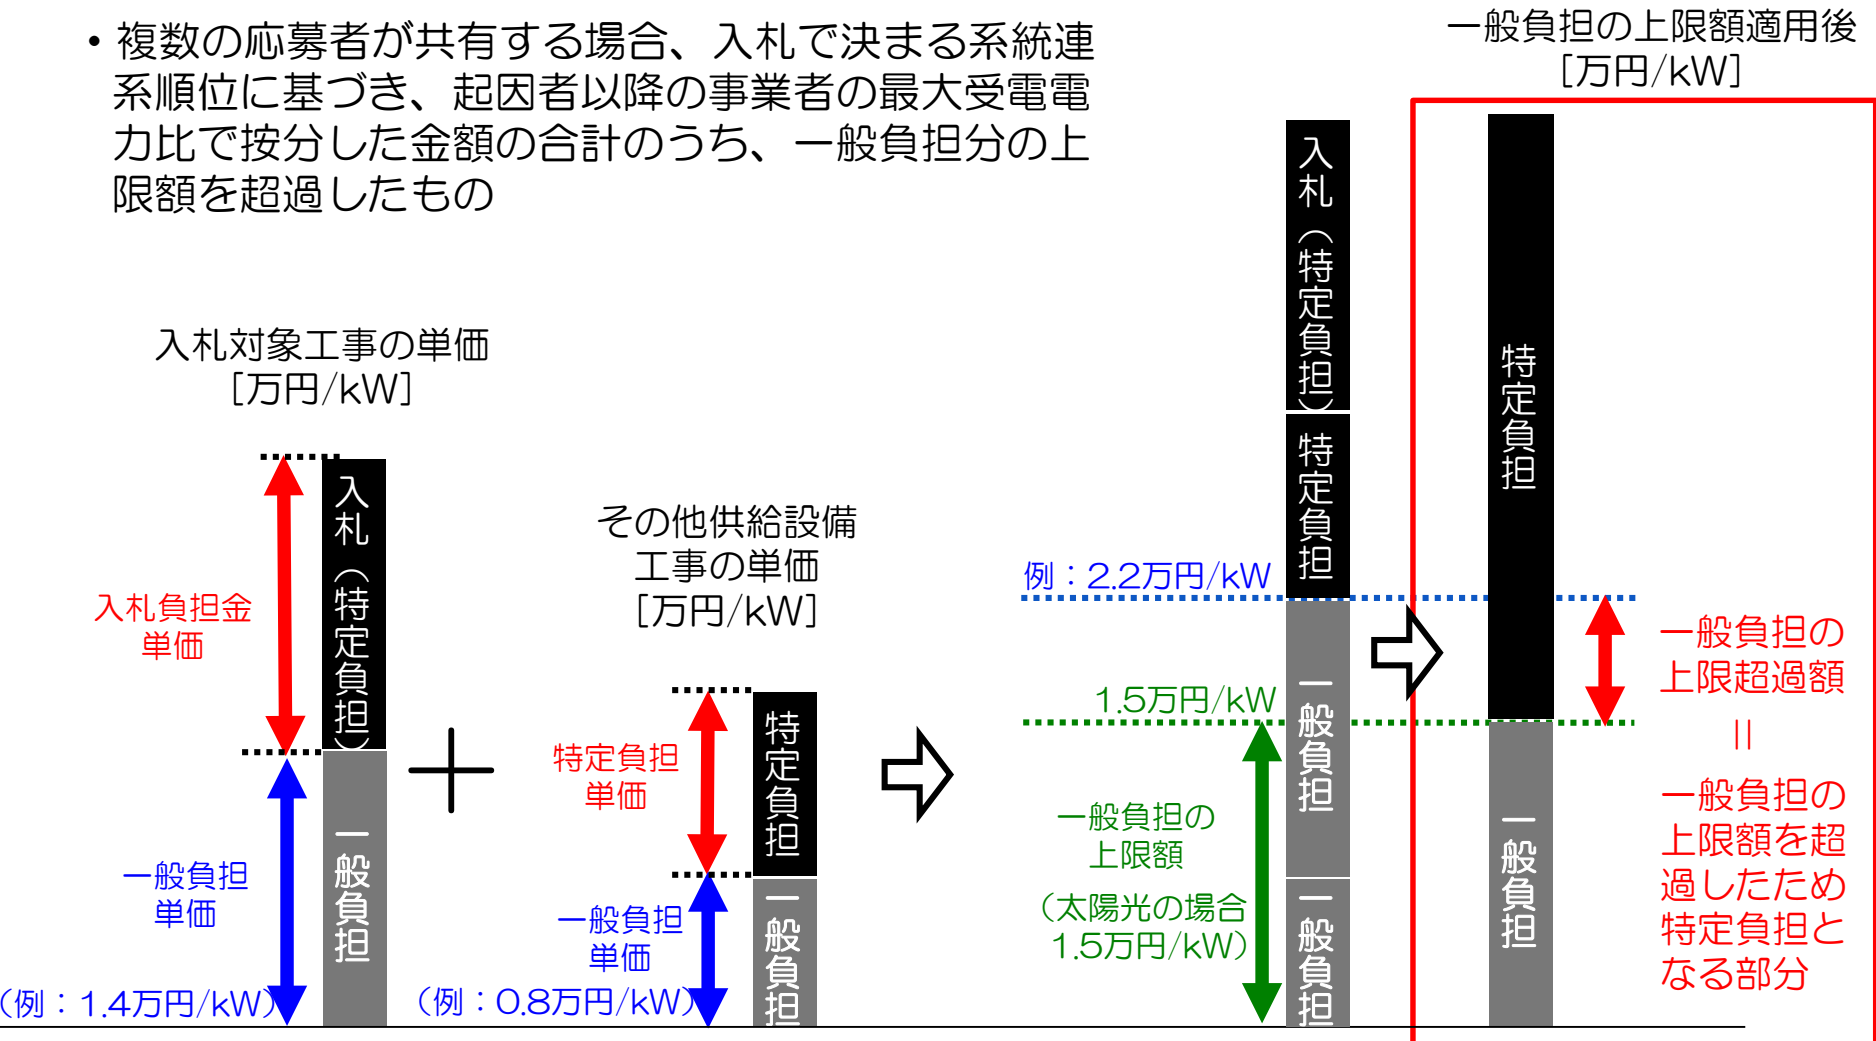 ・複数の応募者が共有する場合、入札で決まる系統連
系順位に基づき、起因者以降の事業者の最大受電電
力比で按分した金額の合計のうち、一般負担分の上
限額を超過したもの
一般負担の上限額適用後
[万円/kW]
入札対象工事の単価
[万円/kW]
入札負担金
単価
一般負担
単価
(例：1.4万円/kW)
入札（特定負担）
一般負担
その他供給設備
工事の単価
[万円/kW]
特定負担
単価
一般負担
単価
(例：0.8万円/kW)
特定負担
一般負担
例：2.2万円/kW
1.5万円/kW
一般負担の
上限額
(太陽光の場合
1.5万円/kW)
入札（特定負担）
特定負担
一般負担
一般負担
特定負担
一般負担
一般負担の
上限超過額
＝
一般負担の
上限額を超
過したため
特定負担と
なる部分